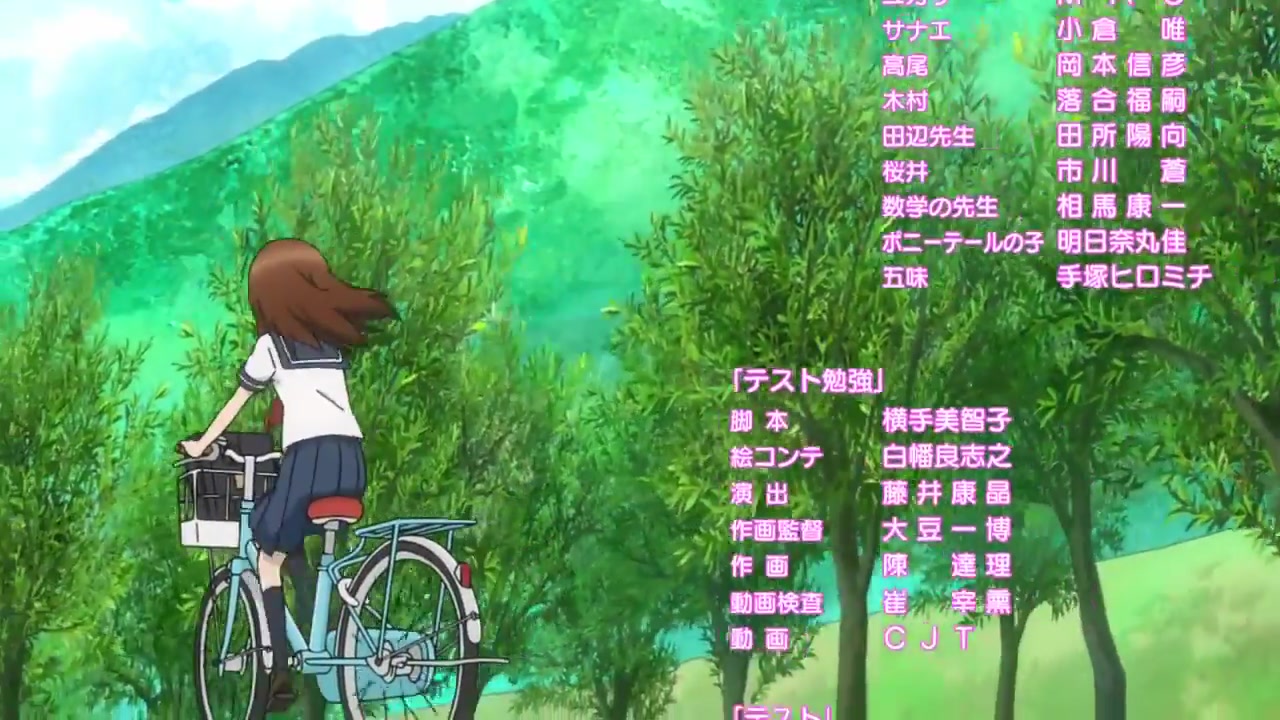 サナエ 小倉 唯
高尾 岡本信彦
木村 落合福嗣
田辺先生 田所陽向
桜井 市川 蒼
数学の先生 相馬康一
ポニーテールの子 明日奈丸佳
五味 手塚ヒロミチ
「テスト勉強」
脚本 横手美智子
絵コンテ 白幡良志之
演出 藤井康晶
作画監督 大豆一博
作画 陳 達理
動画検査 崔 宰薫
動画 CJT
「テスト」